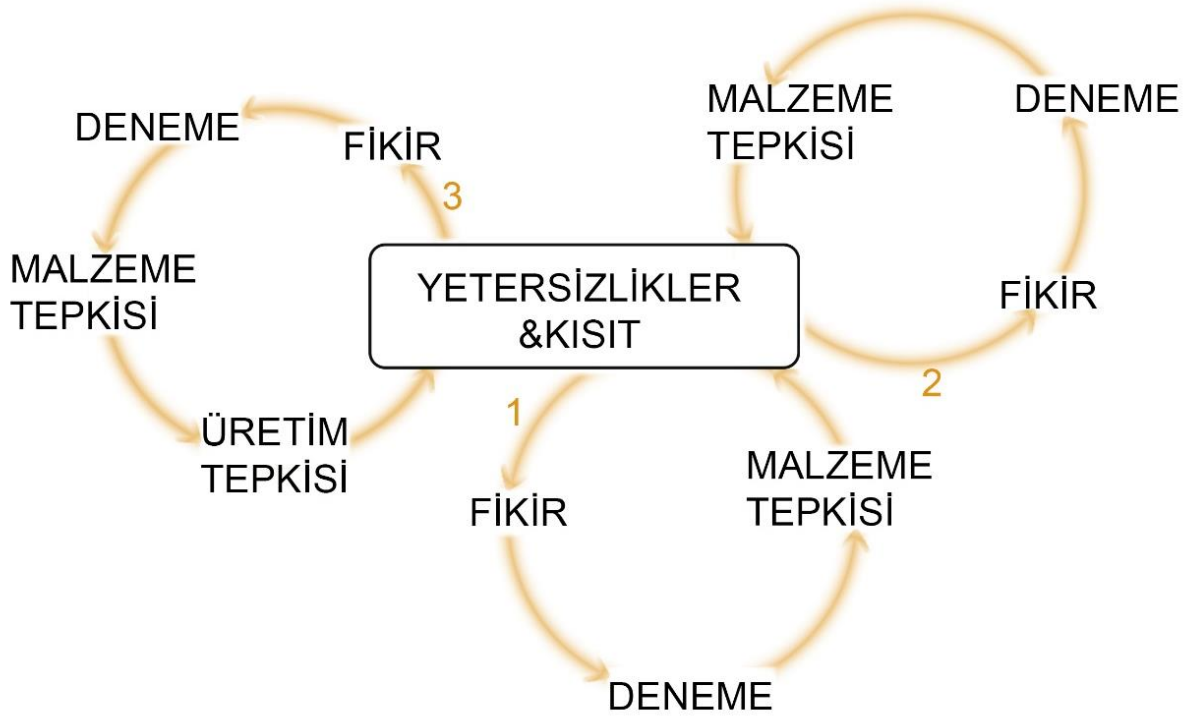 MALZEME
TEPKİSİ
DENEME
DENEME
FİKİR
3
MALZEME
TEPKİSİ
YETERSİZLİKLER
&KISIT
FİKİR
2
1
ÜRETİM
TEPKİSİ
FİKİR
MALZEME
TEPKİSİ
DENEME